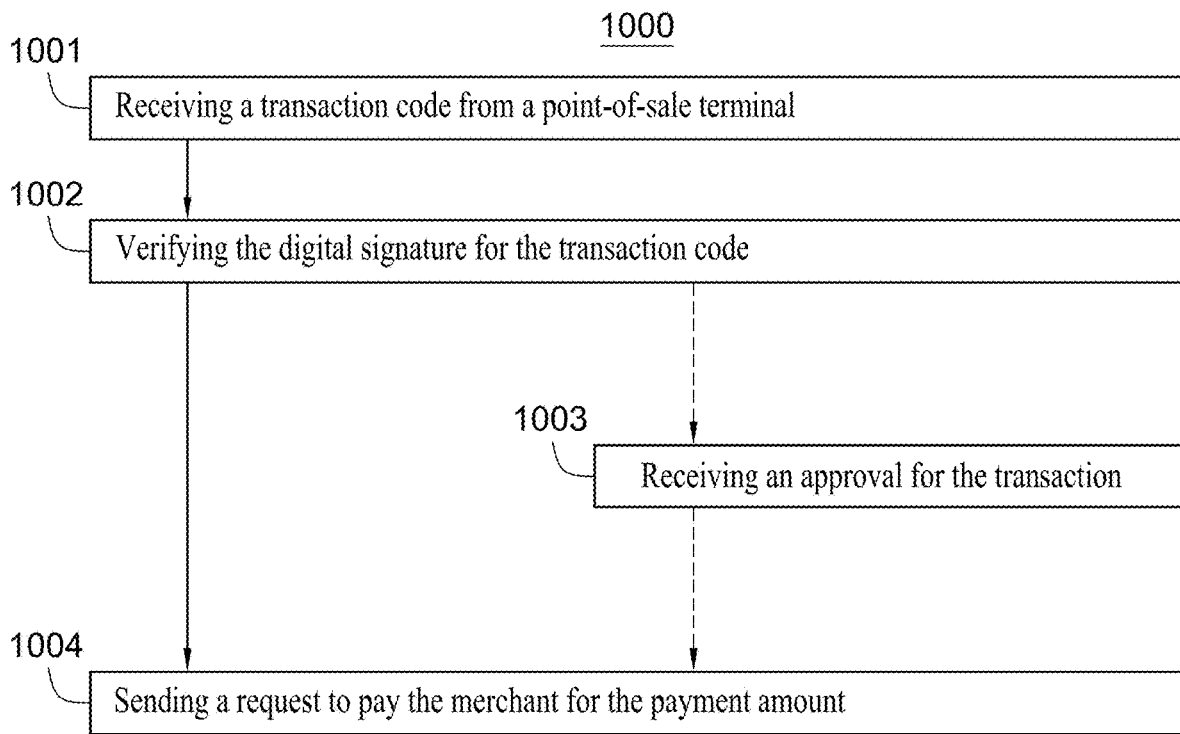 1000
1001
Receiving a transaction code from a point-of-sale terminal
1002
Verifying the digital signature for the transaction code
1003
Receiving an approval for the transaction
1004
Sending a request to pay the merchant for the payment amount